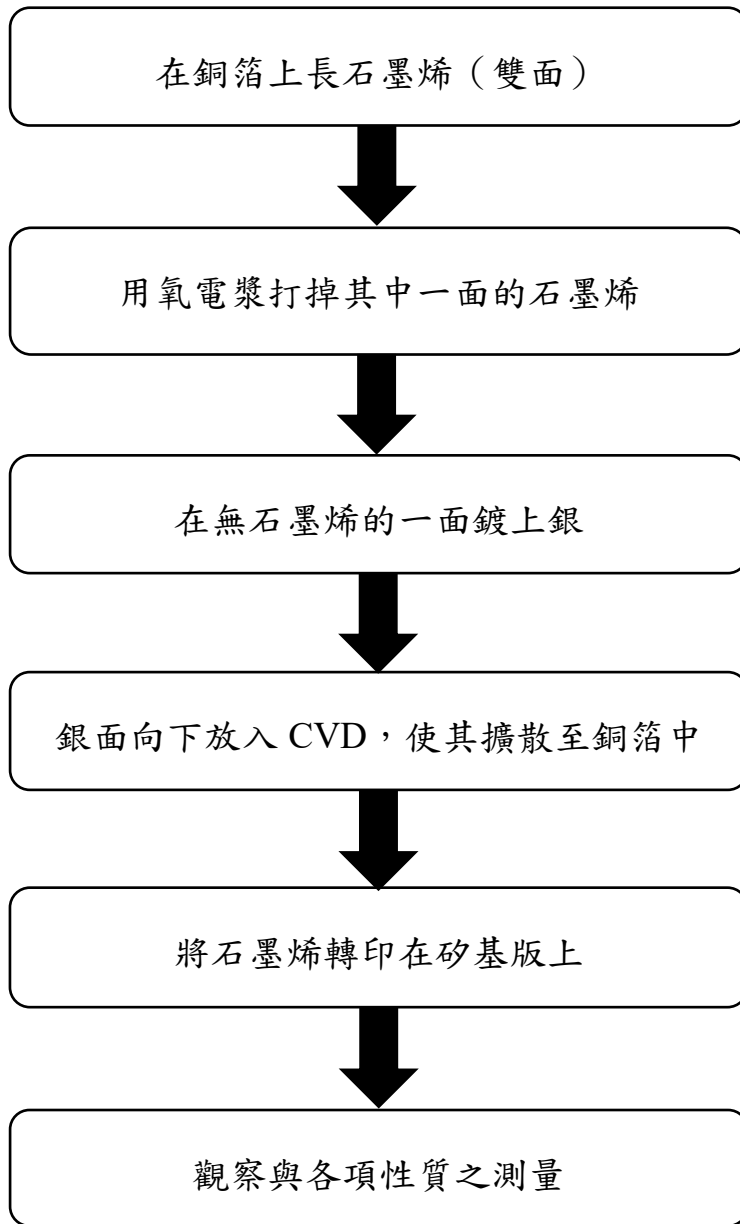 在銅箔上長石墨烯（雙面）
用氧電漿打掉其中一面的石墨烯
在無石墨烯的一面鍍上銀
銀面向下放入 CVD，使其擴散至銅箔中
將石墨烯轉印在矽基版上
觀察與各項性質之測量